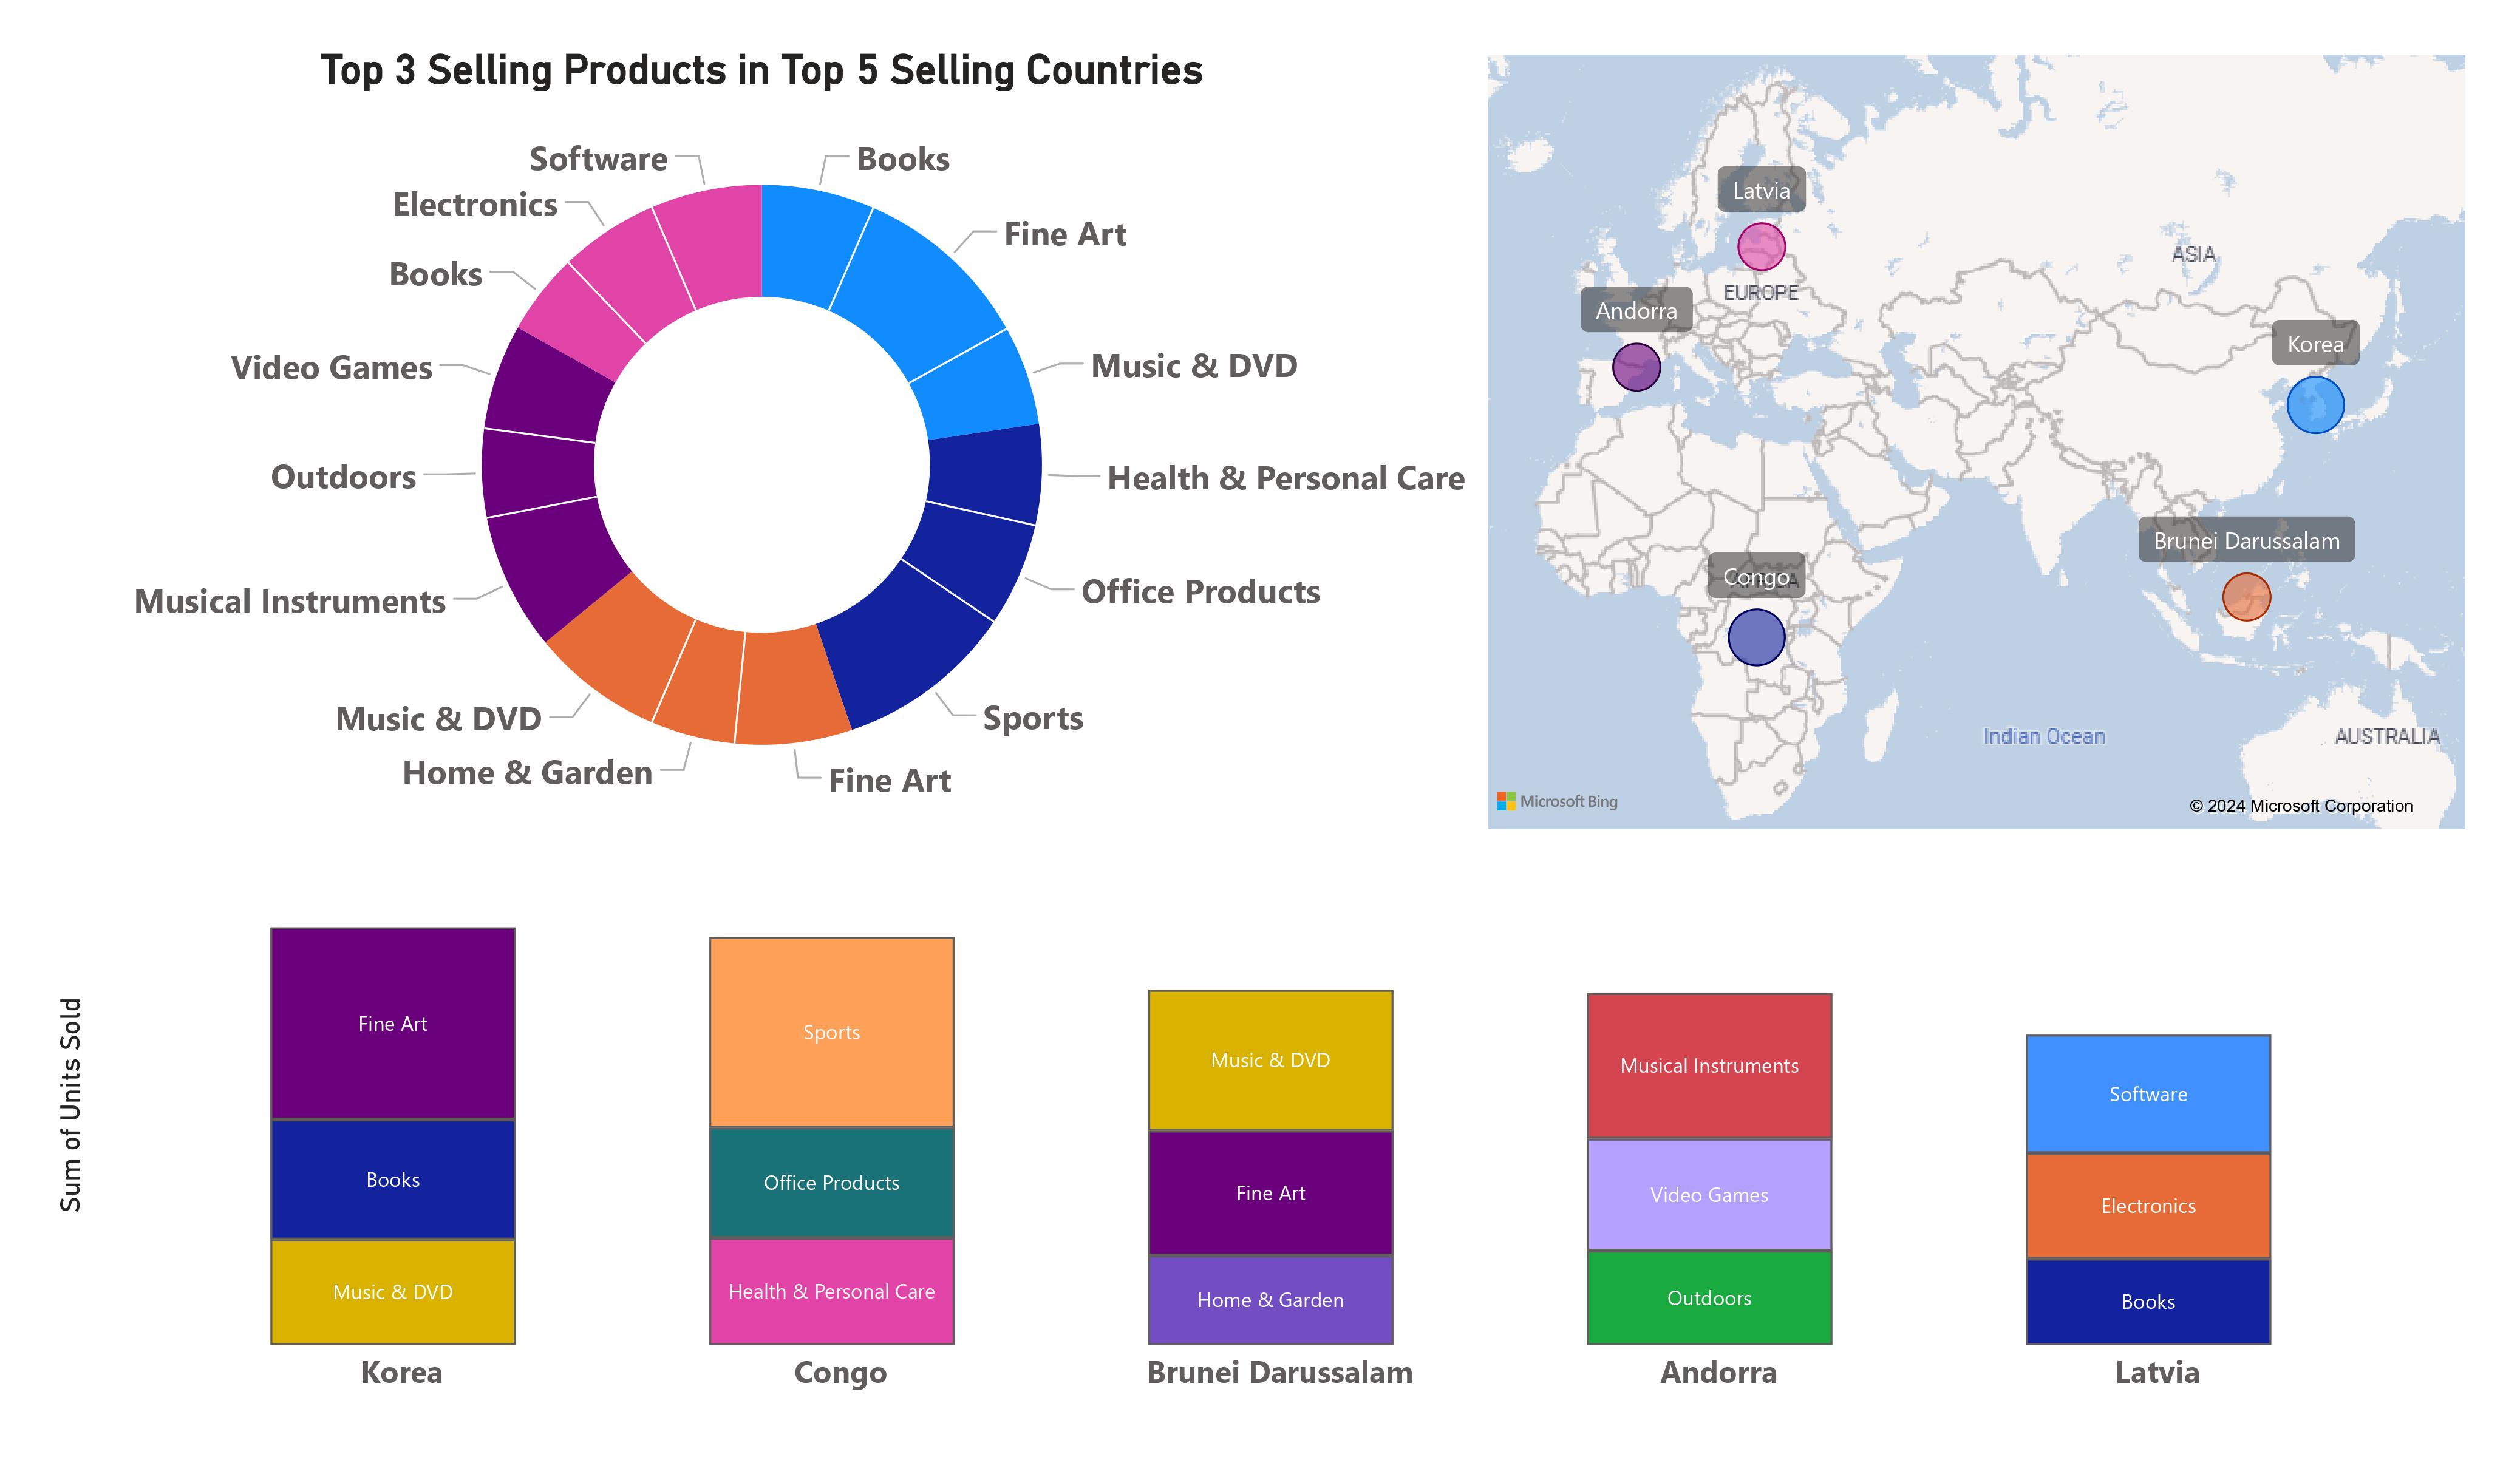 Top 3 Selling Products in Top 5 Selling Countries
Software
Books
Electronics
Fine Art
Books
Music & DVD
Video Games
Outdoors
Health & Personal Care
Musical Instruments
Office Products
Music & DVD
Sports
Home & Garden
Fine Art
Latvia
ASIA
EUROPE
Andorra
Korea
Brunei Darussalam
Congo
Indian Ocean
AUSTRALIA
Microsoft Bing
© 2024 Microsoft Corporation
Sum of Units Sold
Fine Art
Books
Music & DVD
Korea
Sports
Office Products
Health & Personal Care
Congo
Music & DVD
Fine Art
Home & Garden
Brunei Darussalam
Musical Instruments
Video Games
Outdoors
Andorra
Software
Electronics
Books
Latvia